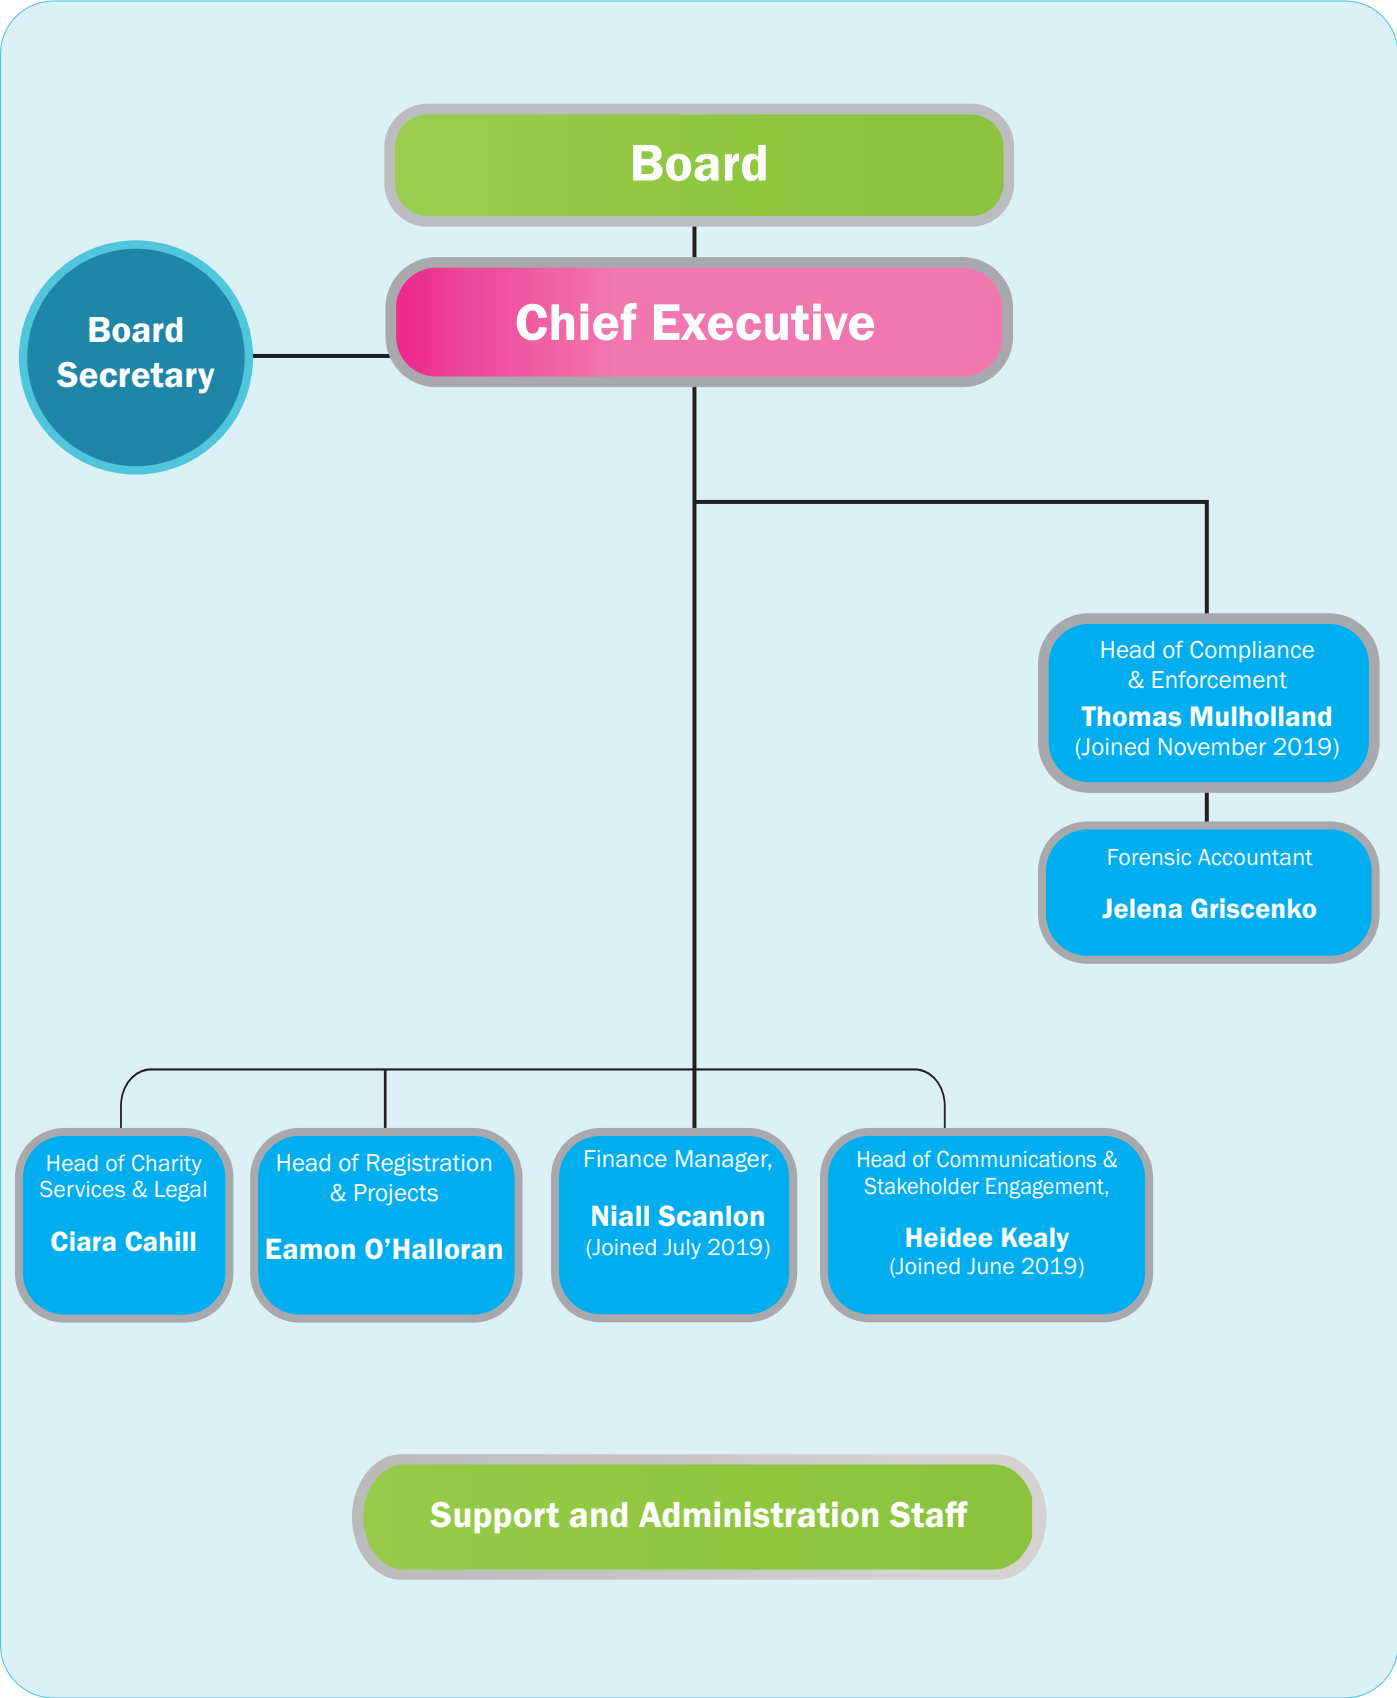 Board
Chief Executive
Board
Secretary
Head of Compliance
& Enforcement
Thomas Mulholland
(Joined November 2019)
Forensic Accountant
Jelena Griscenko
Head of Charity
Services & Legal
Ciara Cahill
Head of Registration
& Projects
Eamon O’Halloran
Finance Manager,
Niall Scanlon
(Joined July 2019)
Head of Communications &
Stakeholder Engagement,
Heidee Kealy
(Joined June 2019)
Support and Administration Staff